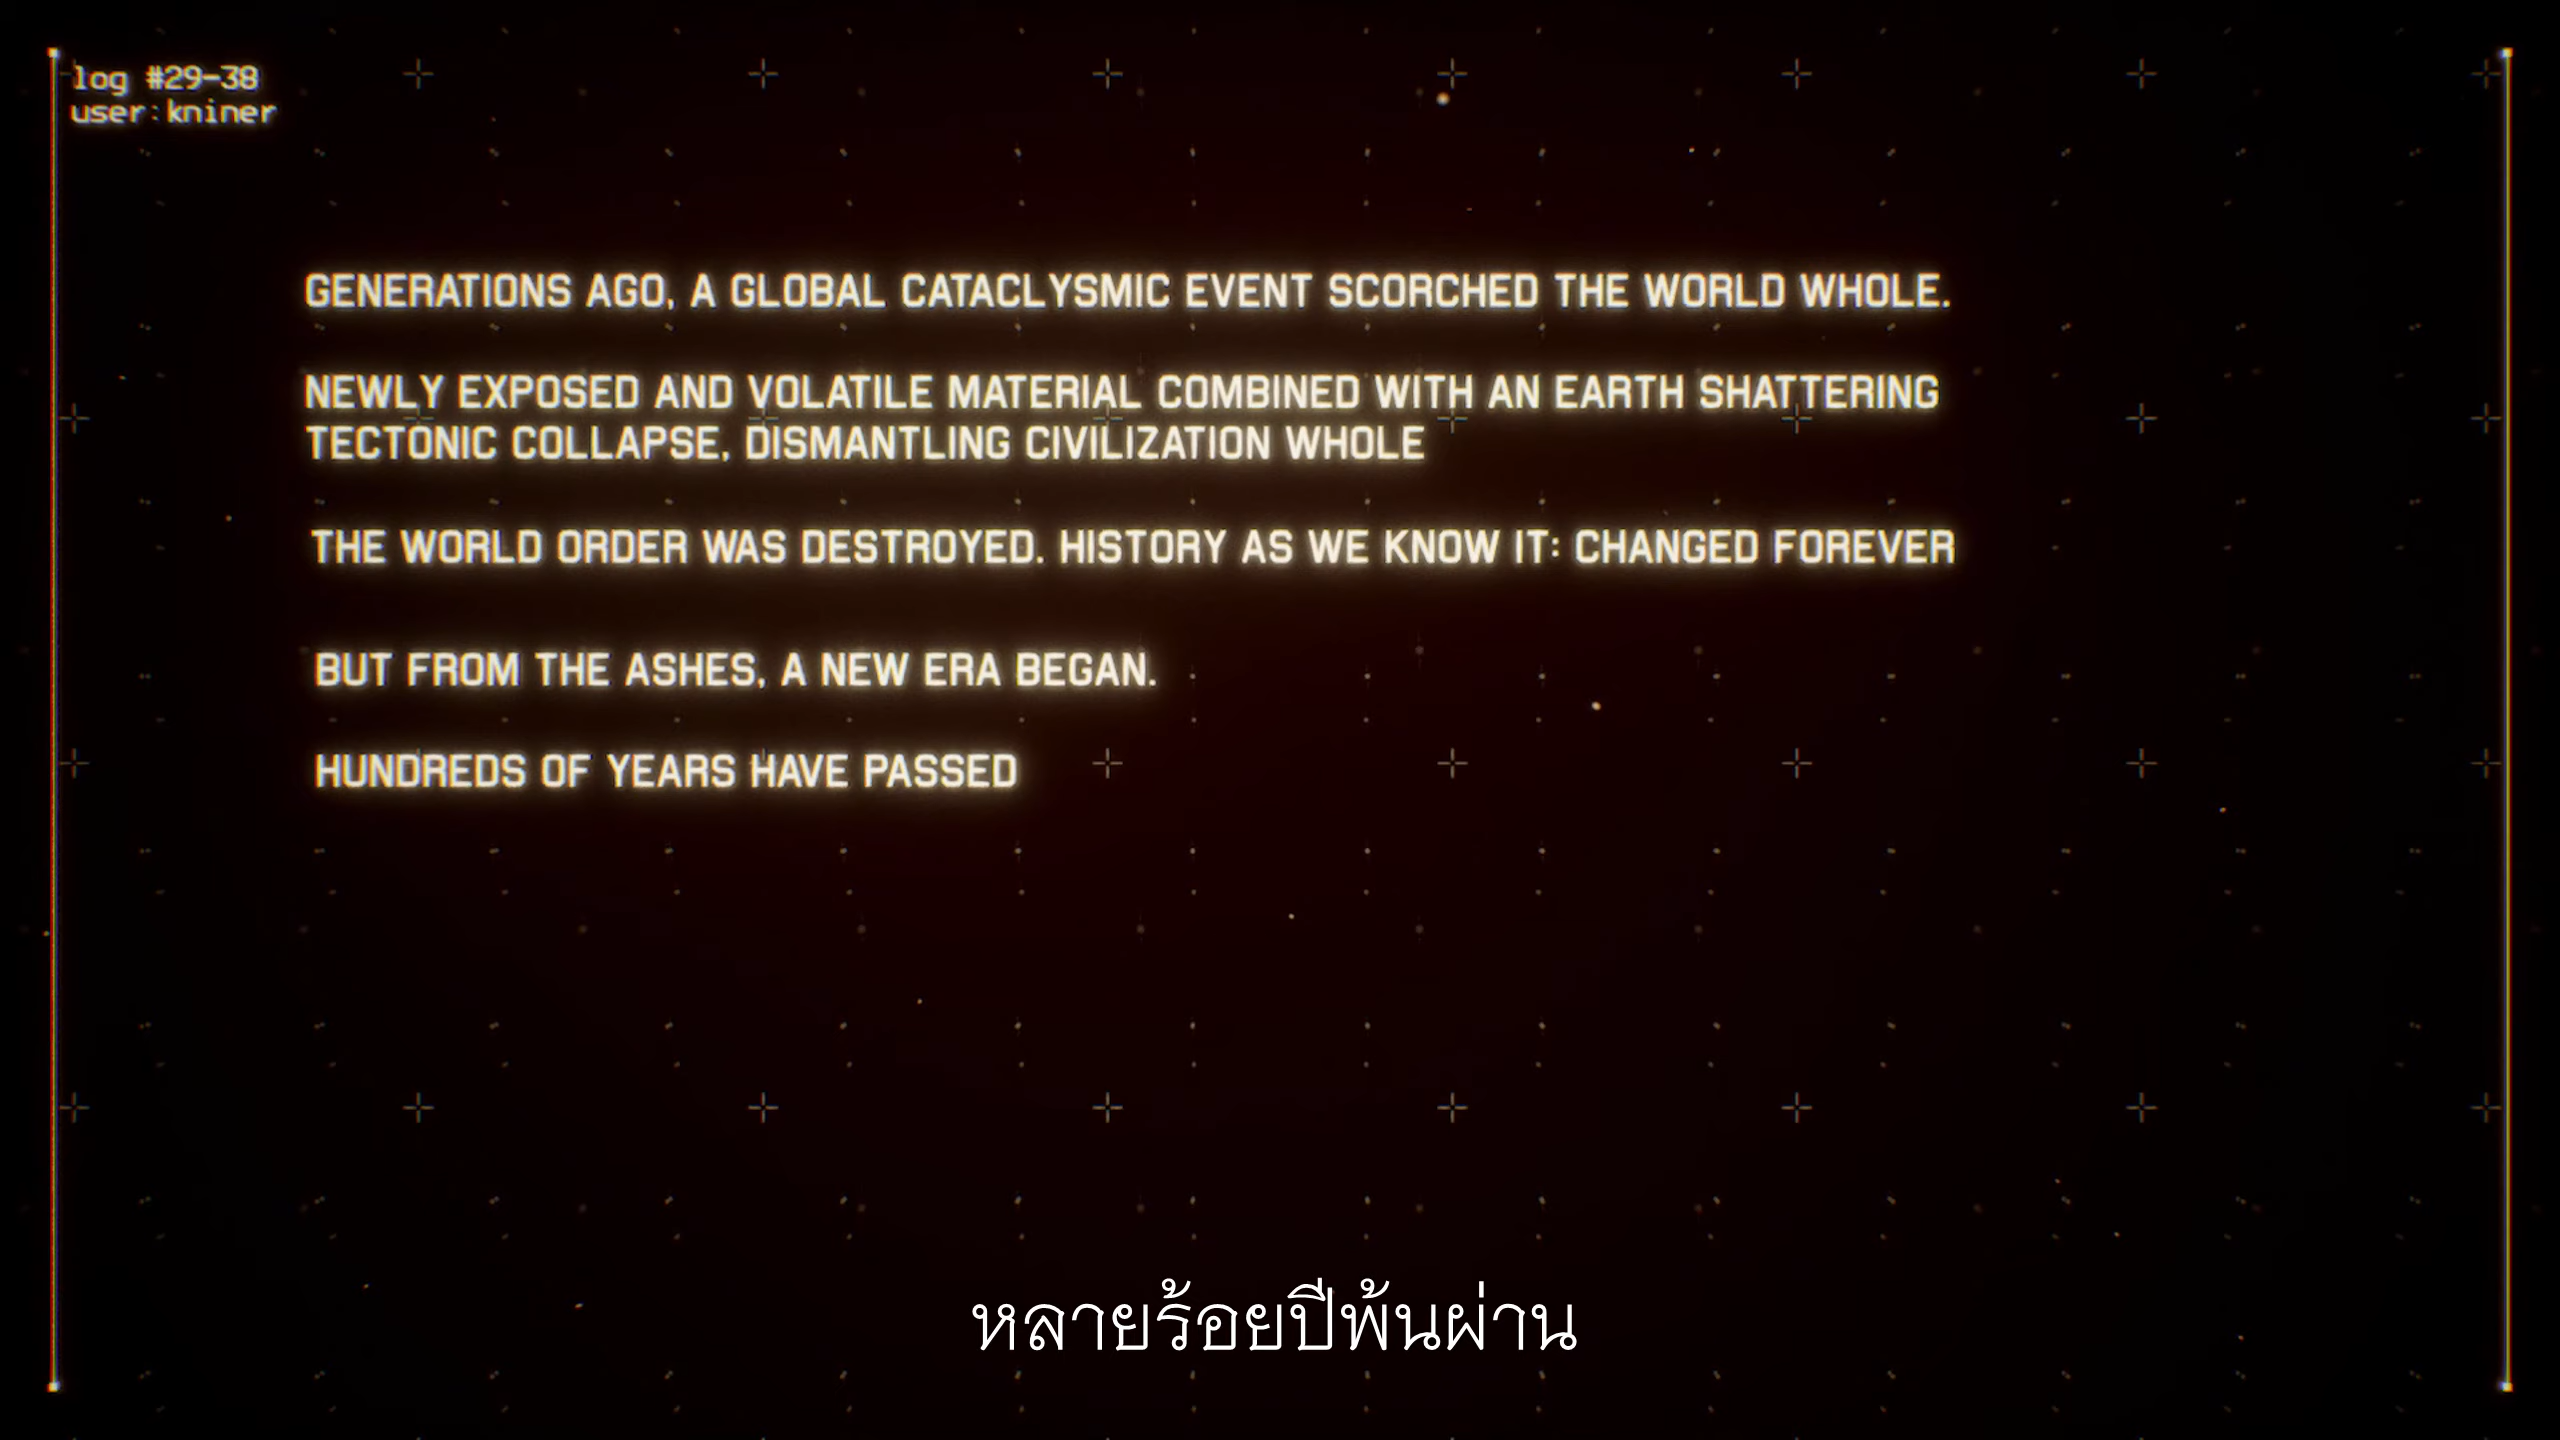 log #29-38
user:kniner
GENERATIONS AGO, A GLOBAL CATACLYSMIC EVENT SCORCHED THE WORLD WHOLE.
NEWLY EXPOSED AND VOLATILE MATERIAL COMBINED WITH AN EARTH SHATTERING
TECTONIC COLLAPSE, DISMANTLING CIVILIZATION WHOLE
THE WORLD ORDER WAS DESTROYED. HISTORY AS WE KNOW IT: CHANGED FOREVER
BUT FROM THE ASHES, A NEW ERA BEGAN.
HUNDREDS OF YEARS HAVE PASSED
หลายร้อยปีพ้นผ่าน